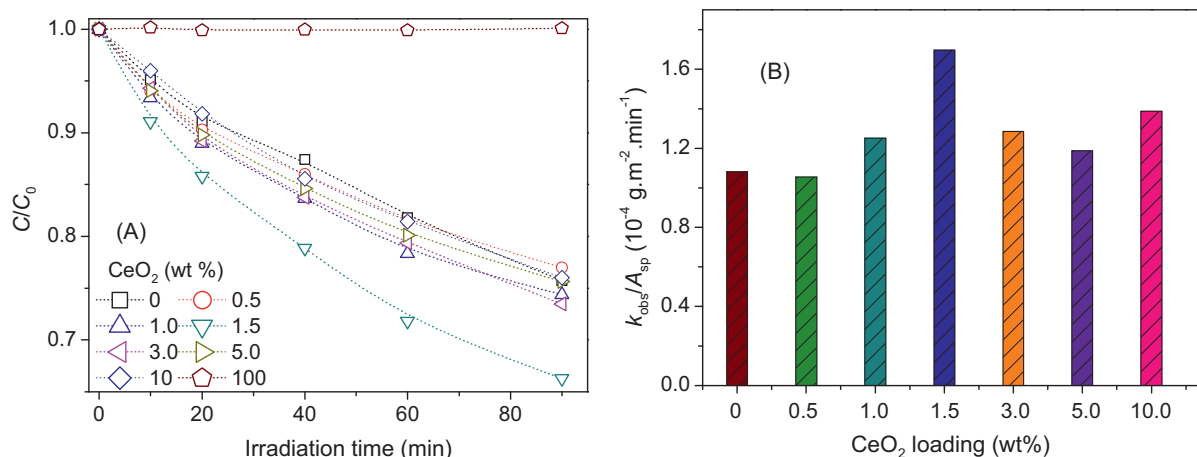 1.0
0.9
0.8
0.7
C/C₀
(A)
CeO₂ (wt %)
0 0.5
1.0 1.5
3.0 5.0
10 100
0 20 40 60 80
Irradiation time (min)
(B)
1.6
1.2
0.8
0.4
0.0
k_obs/A_sp (10⁻⁴ g.m⁻².min⁻¹)
0 0.5 1.0 1.5 3.0 5.0 10.0
CeO₂ loading (wt%)